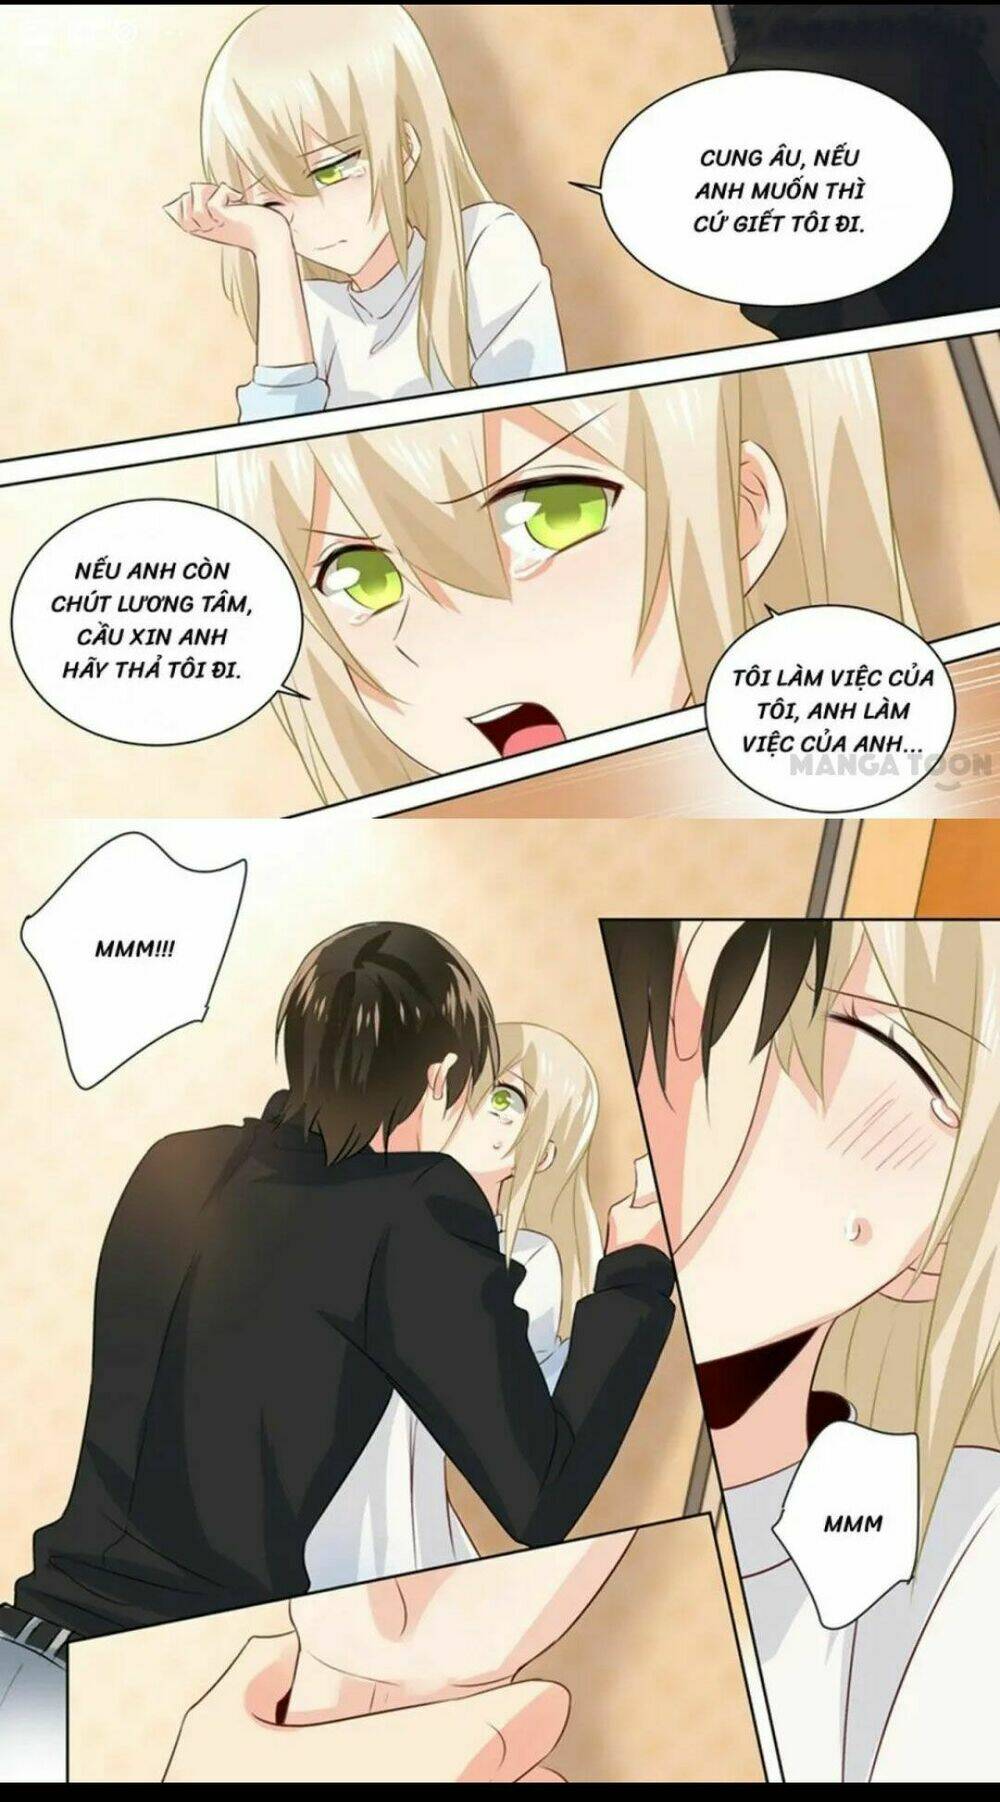 CUNG ÂU, NẾU
ANH MUỐN THÌ
CỨ GIẾT TÔI ĐI.
NẾU ANH CÒN
CHÚT LƯƠNG TÂM,
CẦU XIN ANH
HÃY THẢ TÔI ĐI.
TÔI LÀM VIỆC CỦA
TÔI, ANH LÀM
VIỆC CỦA ANH...
MANGA TOON
MMM!!!
MMM